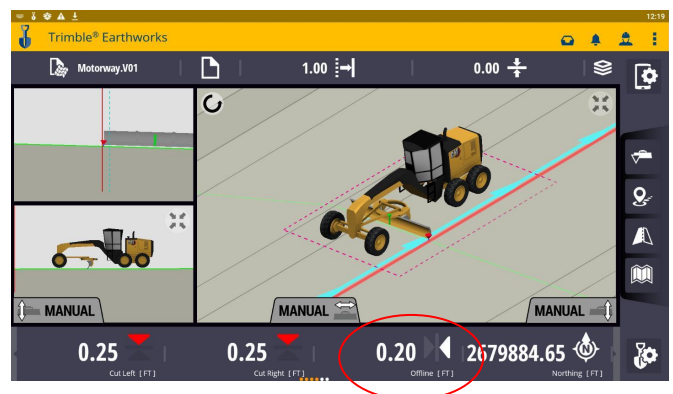 12:19
Trimble® Earthworks
Motorway.V01
1.00
0.00
MANUAL
MANUAL
MANUAL
0.25
0.25
0.20
2679884.65
N
Cut Left [FT]
Cut Right [FT]
Offline [FT]
Northing [FT]